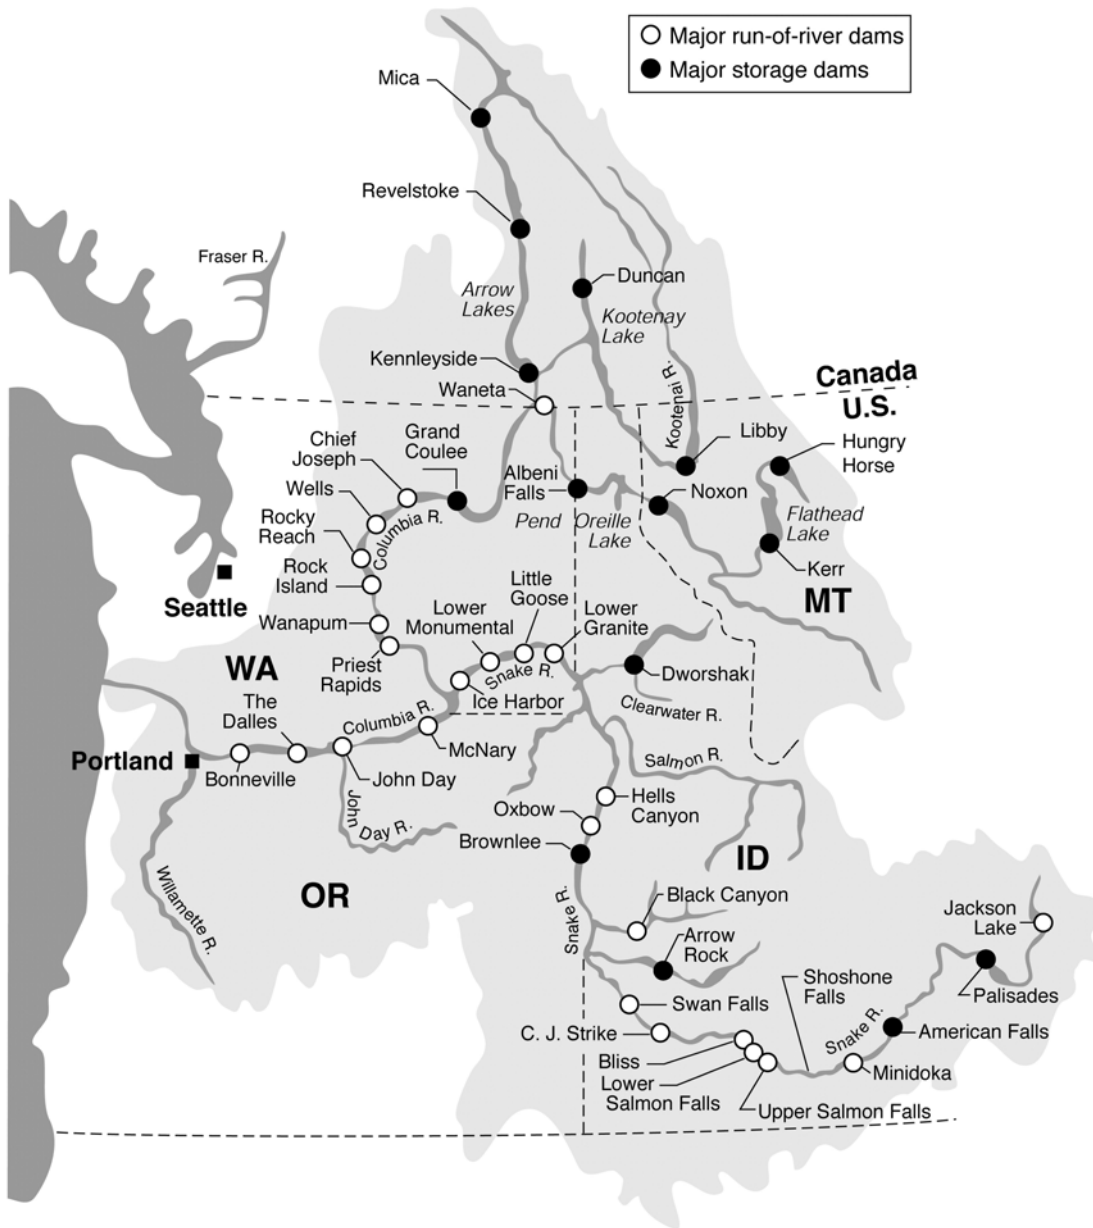 Major run-of-river dams
Major storage dams
Mica
Revelstoke
Fraser R.
Duncan
Arrow
Lakes
Kootenay
Lake
Kennleyside
Waneta
Kootenai R.
Canada
U.S.
Chief
Joseph
Grand
Coulee
Libby
Hungry
Horse
Wells
Albeni
Falls
Noxon
Rocky
Reach
Columbia R.
Pend Oreille
Lake
Flathead
Lake
Kerr
Rock
Island
Seattle
Little
Goose
MT
Wanapum
Lower
Monumental
Lower
Granite
Priest
Rapids
WA
Snake R.
Ice Harbor
Dworshak
Clearwater R.
The
Dalles
Columbia R.
McNary
Portland
Bonneville
John Day
Salmon R.
John Day R.
Oxbow
Hells
Canyon
Brownlee
ID
OR
Willamette R.
Snake R.
Black Canyon
Arrow
Rock
Jackson
Lake
Shoshone
Falls
Palisades
Swan Falls
C. J. Strike
Snake R.
American Falls
Bliss
Lower
Salmon Falls
Minidoka
Upper Salmon Falls